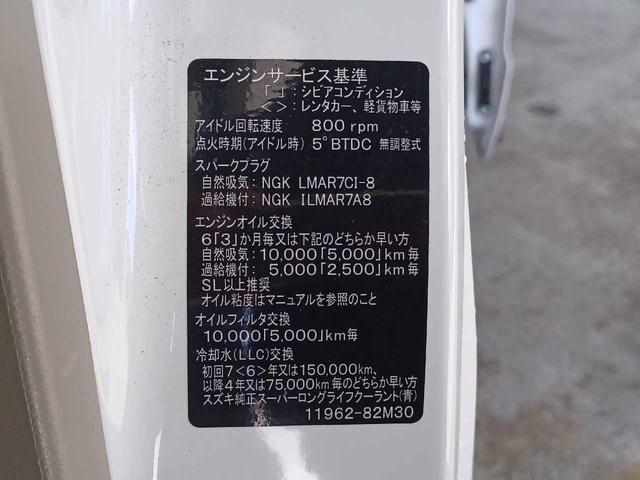 エンジンサービス基準
「 」：シビアコンディション
＜ ＞：レンタカー、軽貨物車等
アイドル回転速度 800 rpm
点火時期(アイドル時) 5°BTDC 無調整式
スパークプラグ
自然吸気：NGK LMAR7CI-8
過給機付：NGK ILMAR7A8
エンジンオイル交換
6「3」か月毎又は下記のどちらか早い方
自然吸気：10,000「5,000」km毎
過給機付：5,000「2,500」km毎
SL以上推奨
オイル粘度はマニュアルを参照のこと
オイルフィルタ交換
10,000「5,000」km毎
冷却水(LLC)交換
初回7＜6＞年又は150,000km、
以降4年又は75,000km毎のどちらか早い方
スズキ純正スーパーロングライフクーラント(青)
11962-82M30